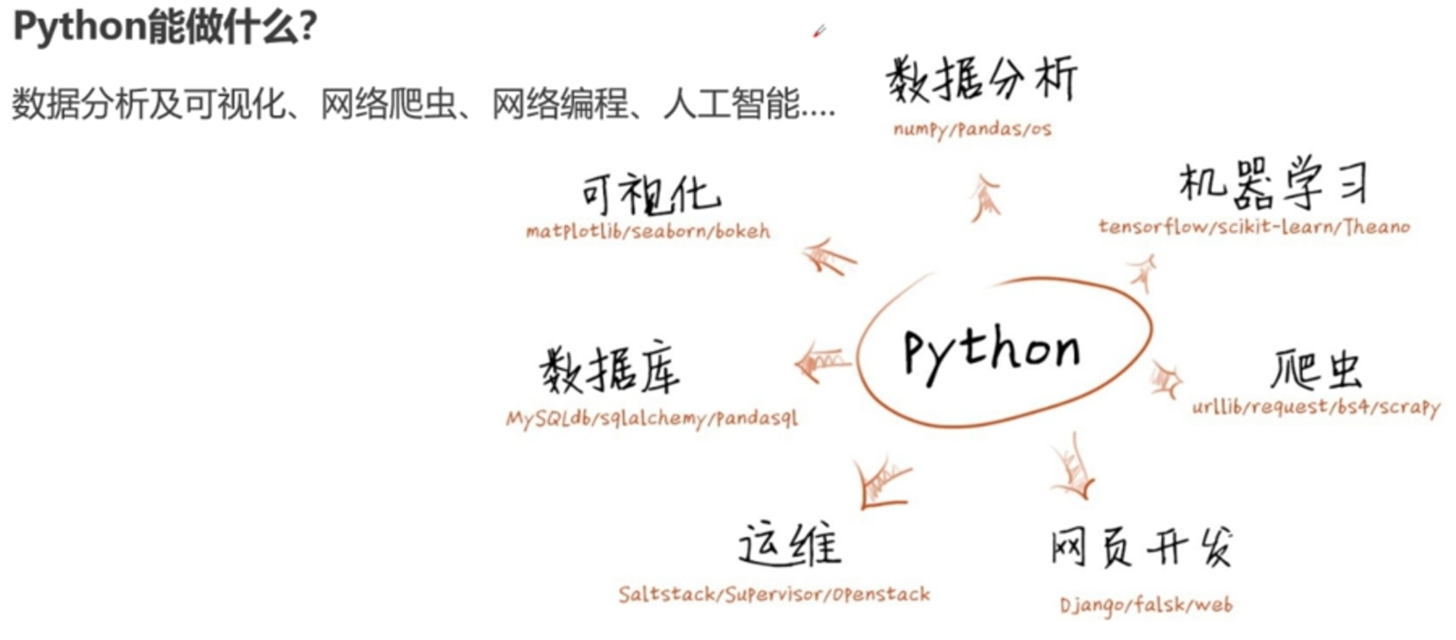 Python能做什么?
数据分析及可视化、网络爬虫、网络编程、人工智能....
数据分析
numpy/pandas/os
可视化
matplotlib/seaborn/bokeh
机器学习
tensorflow/scikit-learn/Theano
python
数据库
MySQLdb/sqlalchemy/pandasql
爬虫
urllib/request/bs4/scrapy
运维
Saltstack/Supervisor/Openstack
网页开发
Django/falsk/web